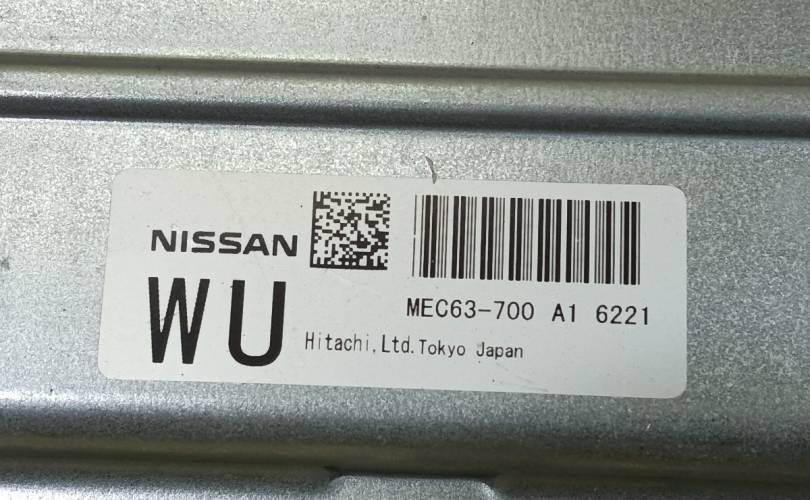 NISSAN
WU
MEC63-700 A1 6221
Hitachi,Ltd.Tokyo Japan